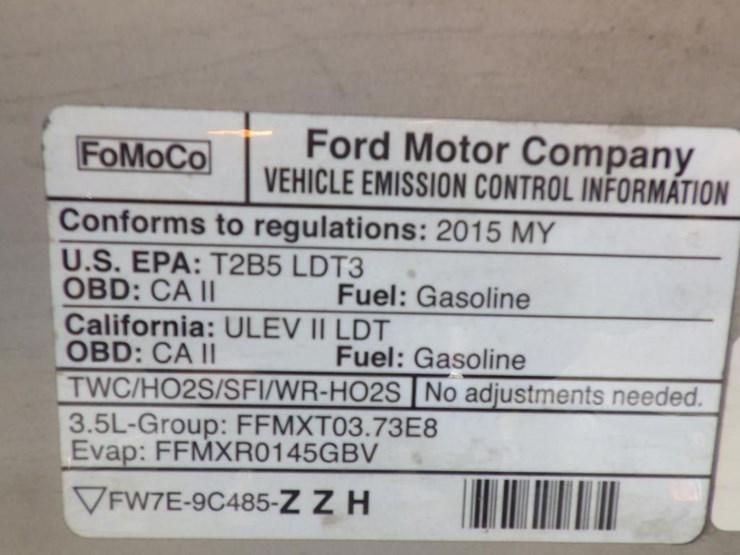 FoMoCo
Ford Motor Company
VEHICLE EMISSION CONTROL INFORMATION
Conforms to regulations: 2015 MY
U.S. EPA: T2B5 LDT3
OBD: CA II Fuel: Gasoline
California: ULEV II LDT
OBD: CA II Fuel: Gasoline
TWC/HO2S/SFI/WR-HO2S No adjustments needed.
3.5L-Group: FFMXT03.73E8
Evap: FFMXR0145GBV
▽FW7E-9C485-Z Z H